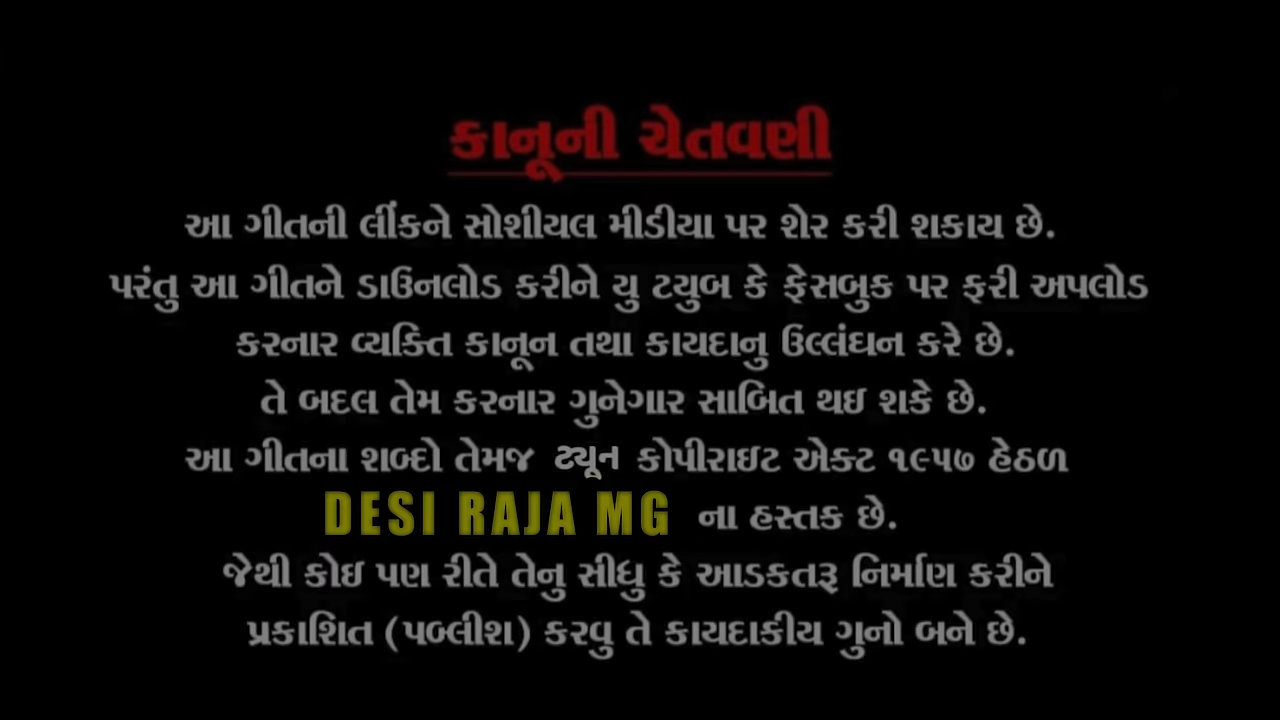 કાનૂની ચેતવણી
આ ગીતની લીંકને સોશીયલ મીડીયા પર શેર કરી શકાય છે.
પરંતુ આ ગીતને ડાઉનલોડ કરીને યુ ટયુબ કે ફેસબુક પર ફરી અપલોડ
કરનાર વ્યક્તિ કાનૂન તથા કાયદાનુ ઉલ્લંઘન કરે છે.
તે બદલ તેમ કરનાર ગુનેગાર સાબિત થઇ શકે છે.
આ ગીતના શબ્દો તેમજ ટ્યૂન કોપીરાઇટ એક્ટ ૧૯૫૭ હેઠળ
DESI RAJA MG ના હસ્તક છે.
જેથી કોઇ પણ રીતે તેનુ સીધુ કે આડકતરૂ નિર્માણ કરીને
પ્રકાશિત (પબ્લીશ) કરવુ તે કાયદાકીય ગુનો બને છે.